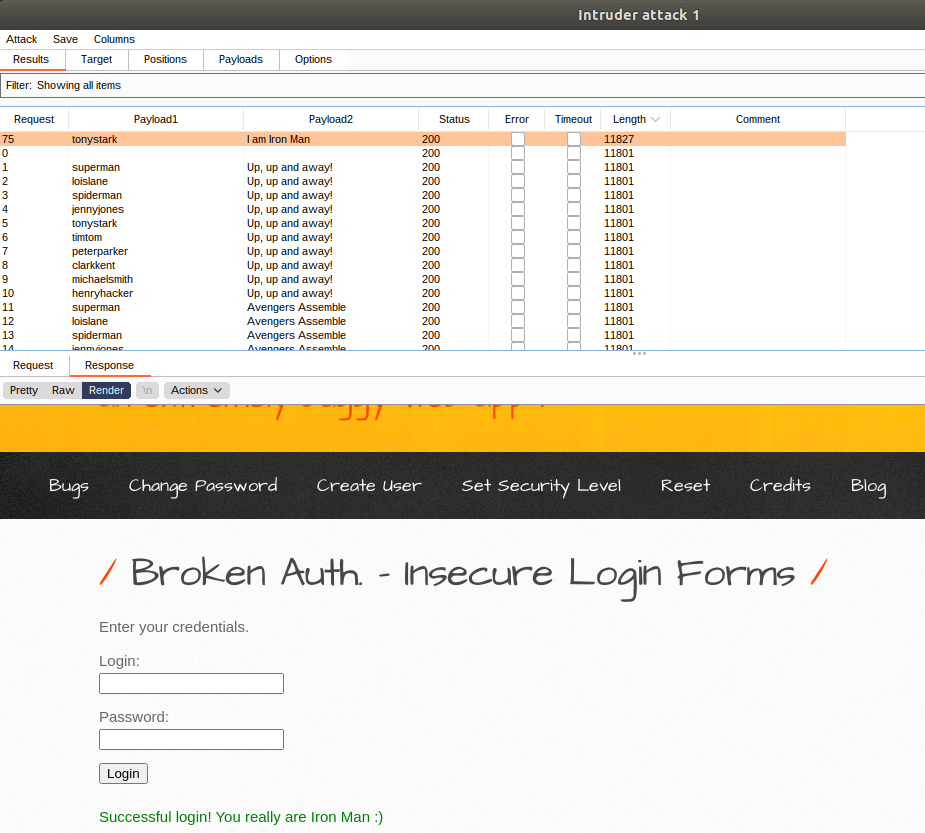 Intruder attack 1
Attack Save Columns
Results Target Positions Payloads Options
Filter: Showing all items
Request Payload1 Payload2 Status Error Timeout Length Comment
75 tonystark I am Iron Man 200 11827
0 200 11801
1 superman Up, up and away! 200 11801
2 loislane Up, up and away! 200 11801
3 spiderman Up, up and away! 200 11801
4 jennyjones Up, up and away! 200 11801
5 tonystark Up, up and away! 200 11801
6 timtom Up, up and away! 200 11801
7 peterparker Up, up and away! 200 11801
8 clarkkent Up, up and away! 200 11801
9 michaelsmith Up, up and away! 200 11801
10 henryhacker Up, up and away! 200 11801
11 superman Avengers Assemble 200 11801
12 loislane Avengers Assemble 200 11801
13 spiderman Avengers Assemble 200 11801
14 jennyjones Avengers Assemble 200 11801
Request Response
Pretty Raw Render \n Actions
an extremely buggy web app !
Bugs Change Password Create User Set Security Level Reset Credits Blog
/ Broken Auth. - Insecure Login Forms /
Enter your credentials.
Login:
Password:
Login
Successful login! You really are Iron Man :)